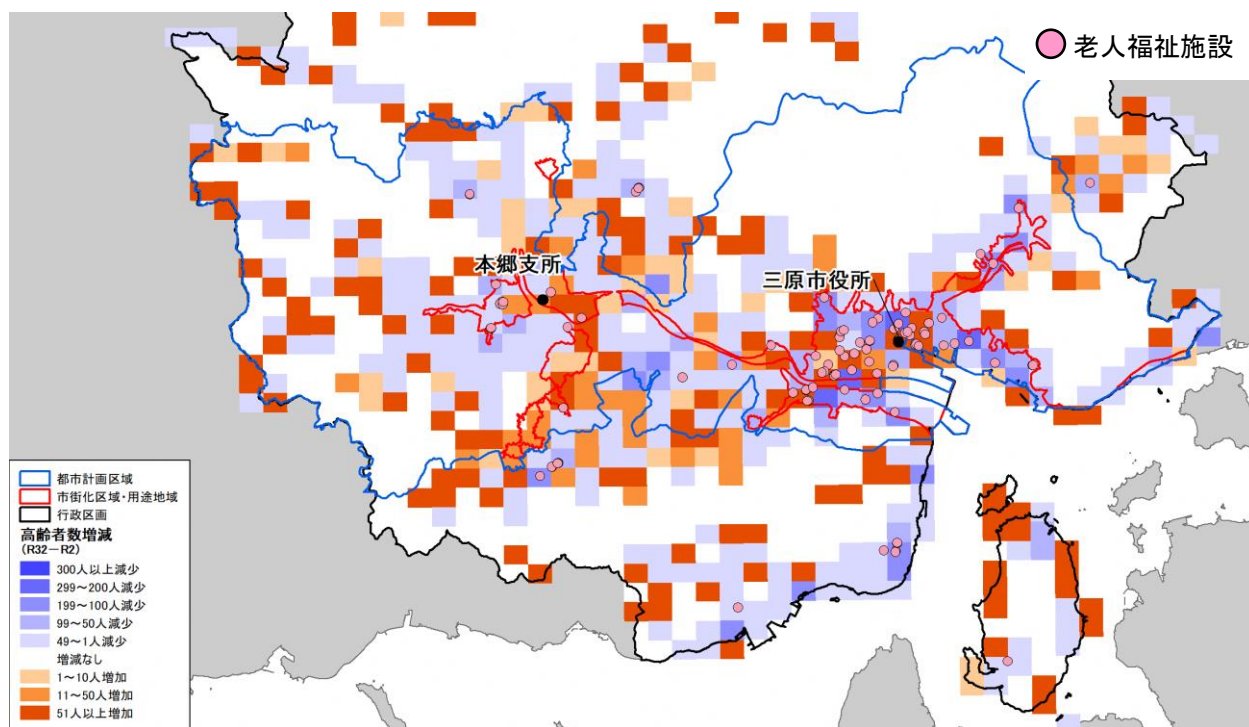 老人福祉施設
本郷支所
三原市役所
都市計画区域
市街化区域・用途地域
行政区画
高齢者数増減
(R32－R2)
300人以上減少
299～200人減少
199～100人減少
99～50人減少
49～1人減少
増減なし
1～10人増加
11～50人増加
51人以上増加